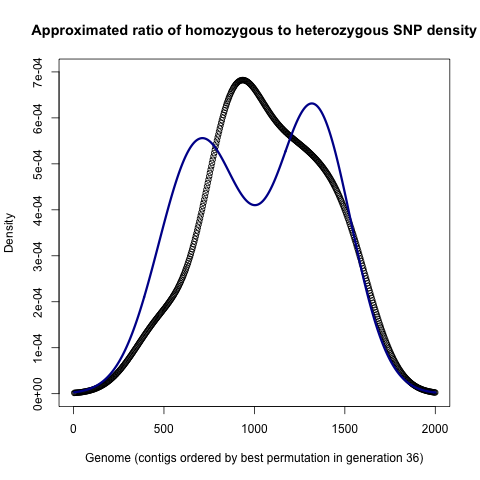 Approximated ratio of homozygous to heterozygous SNP density
7e-04
6e-04
5e-04
4e-04
3e-04
2e-04
1e-04
0e+00
Density
0 500 1000 1500 2000
Genome (contigs ordered by best permutation in generation 36)